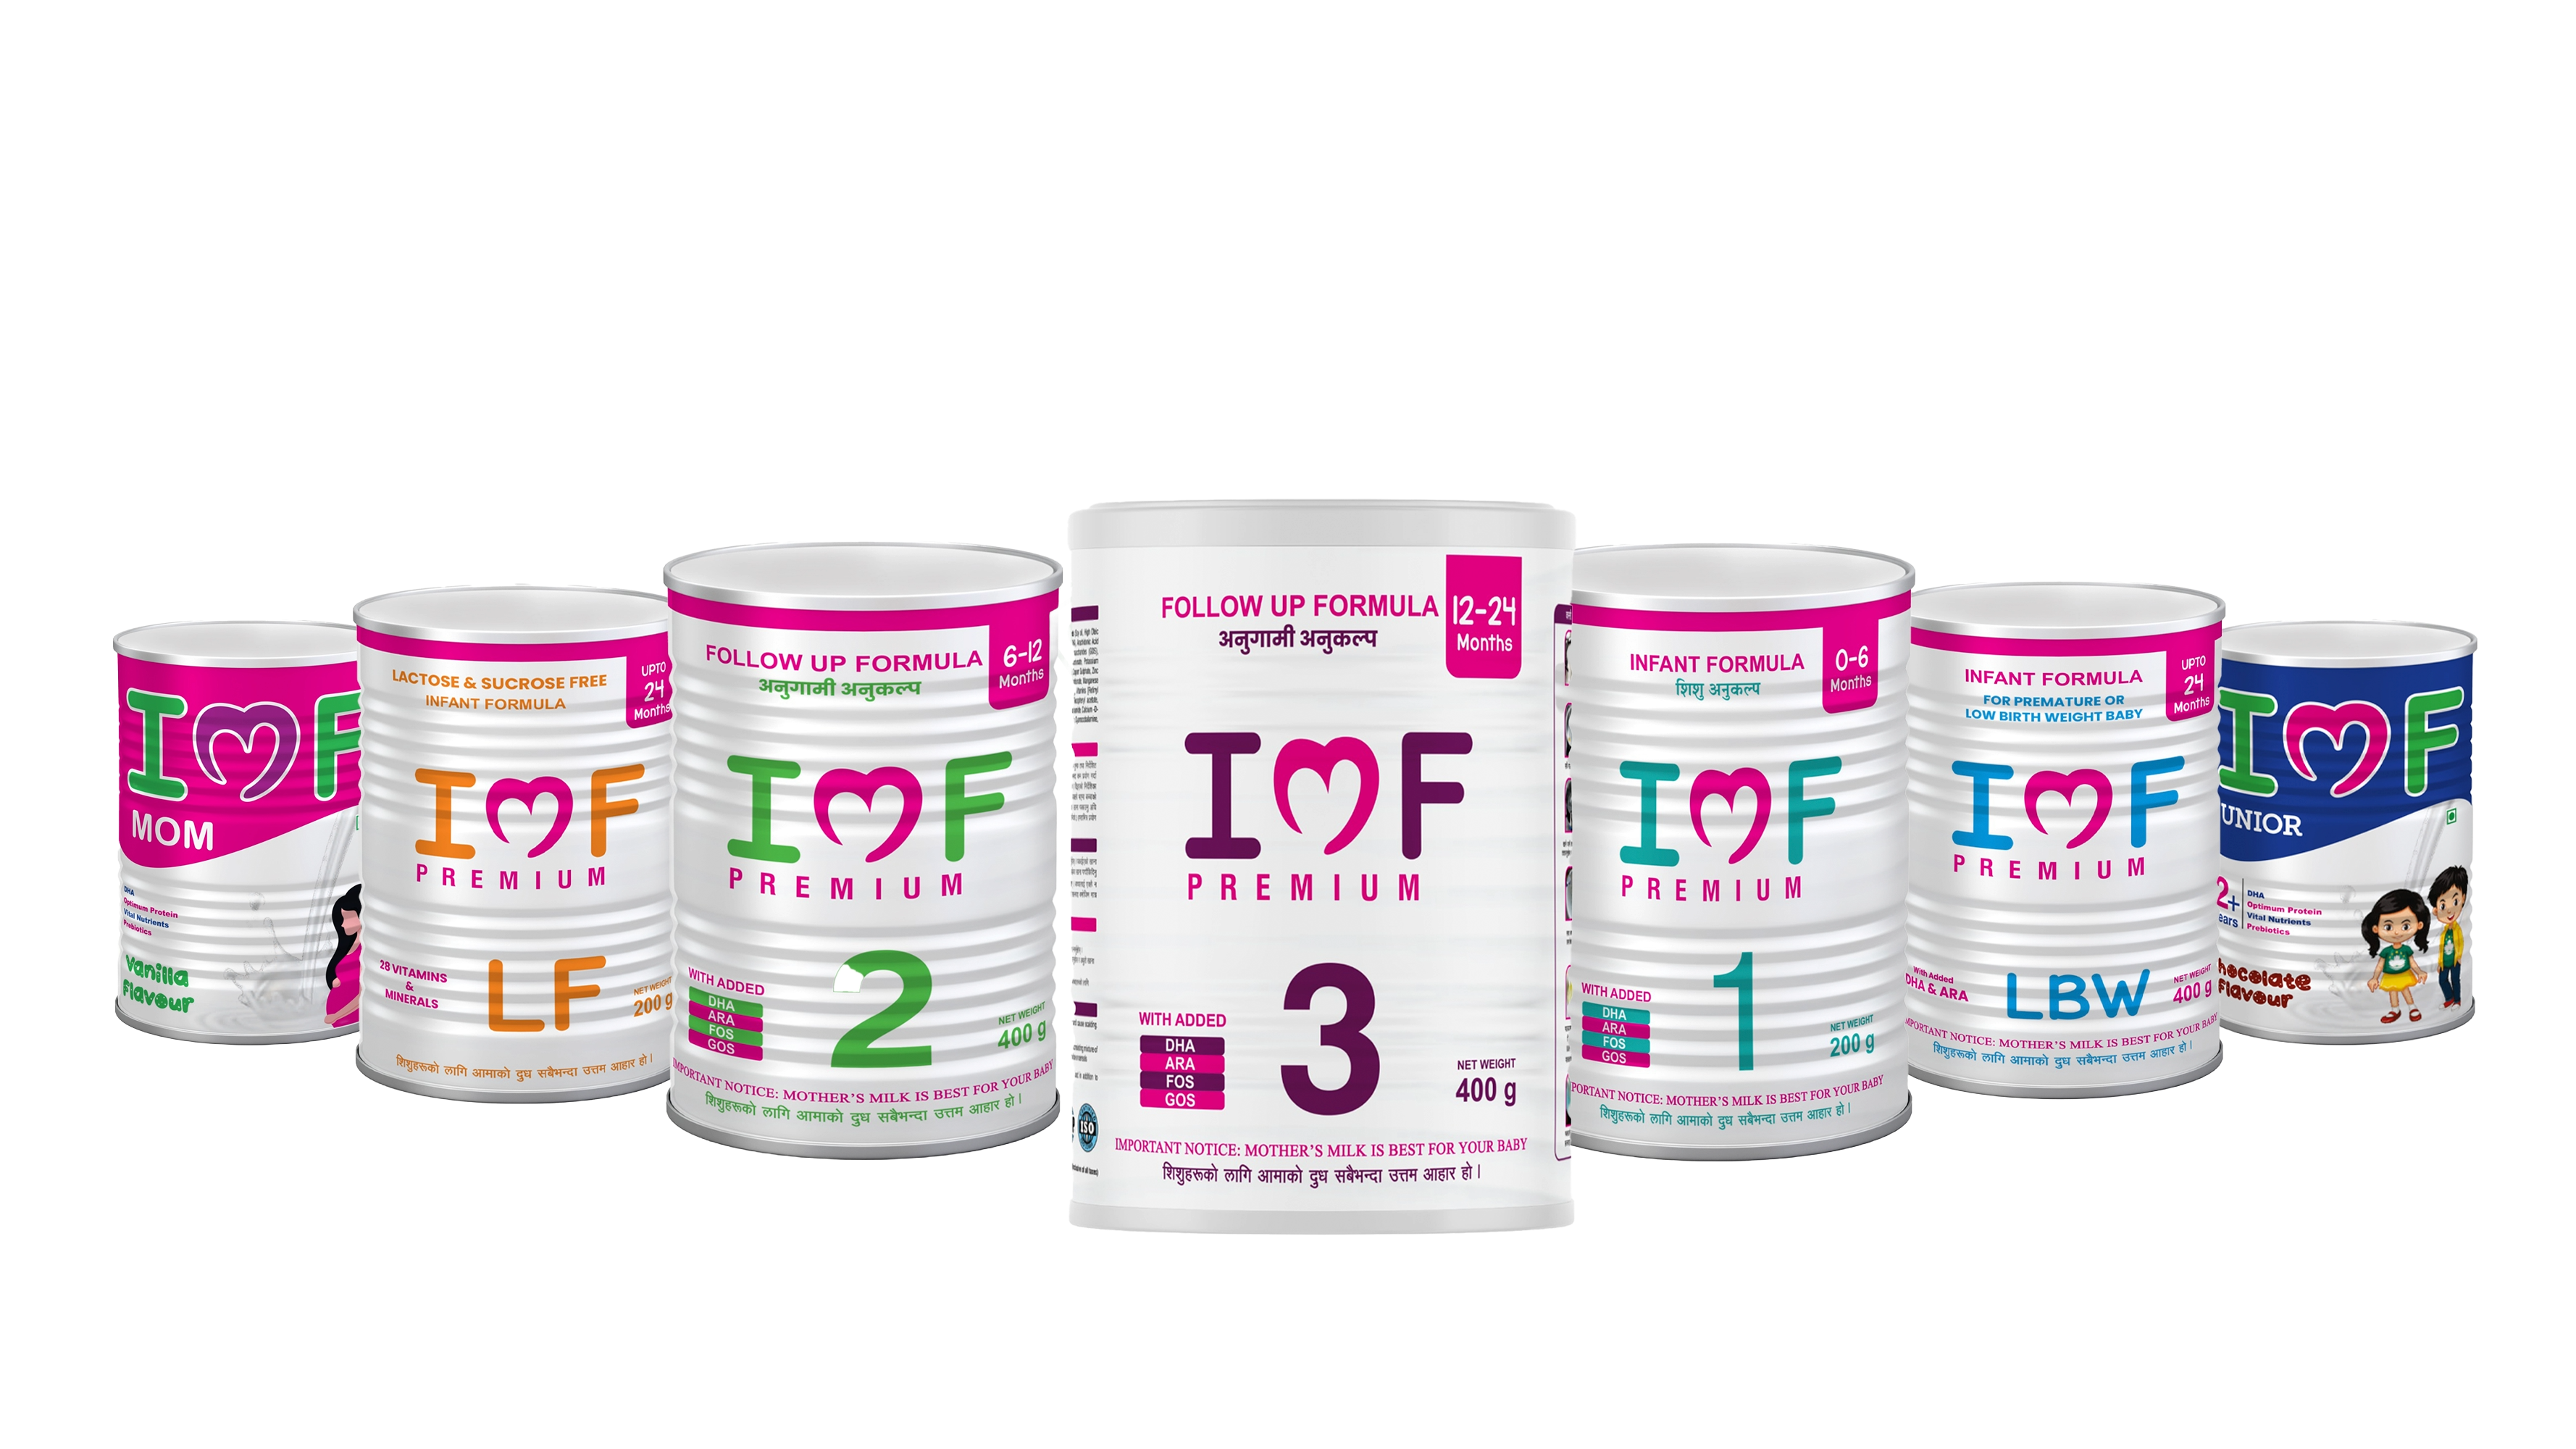 IMF
MOM
DHA
Optimum Protein
Vital Nutrients
Prebiotics
Vanilla
Flavour
LACTOSE & SUCROSE FREE
INFANT FORMULA
UPTO
24
Months
IMF
PREMIUM
28 VITAMINS
&
MINERALS
LF
NET WEIGHT
200 g
शिशुहरूको लागि आमाको दुध सबैभन्दा उत्तम आहार हो।
FOLLOW UP FORMULA
अनुगामी अनुकल्प
6-12
Months
IMF
PREMIUM
WITH ADDED
DHA
ARA
FOS
GOS
2
NET WEIGHT
400 g
IMPORTANT NOTICE: MOTHER'S MILK IS BEST FOR YOUR BABY
शिशुहरूको लागि आमाको दुध सबैभन्दा उत्तम आहार हो।
FOLLOW UP FORMULA
अनुगामी अनुकल्प
12-24
Months
IMF
PREMIUM
WITH ADDED
DHA
ARA
FOS
GOS
3
NET WEIGHT
400 g
IMPORTANT NOTICE: MOTHER'S MILK IS BEST FOR YOUR BABY
शिशुहरूको लागि आमाको दुध सबैभन्दा उत्तम आहार हो।
ISO
INFANT FORMULA
शिशु अनुकल्प
0-6
Months
IMF
PREMIUM
WITH ADDED
DHA
ARA
FOS
GOS
1
NET WEIGHT
200 g
PORTANT NOTICE: MOTHER'S MILK IS BEST FOR YOUR BABY
शिशुहरूको लागि आमाको दुध सबैभन्दा उत्तम आहार हो।
INFANT FORMULA
FOR PREMATURE OR
LOW BIRTH WEIGHT BABY
UPTO
24
Months
IMF
PREMIUM
With Added
DHA & ARA
LBW
NET WEIGHT
400 g
MPORTANT NOTICE: MOTHER'S MILK IS BEST FOR YOUR BABY
शिशुहरूको लागि आमाको दुध सबैभन्दा उत्तम आहार हो।
IMF
UNIOR
2+
ears
DHA
Optimum Protein
Vital Nutrients
Prebiotics
hocolate
Flavour